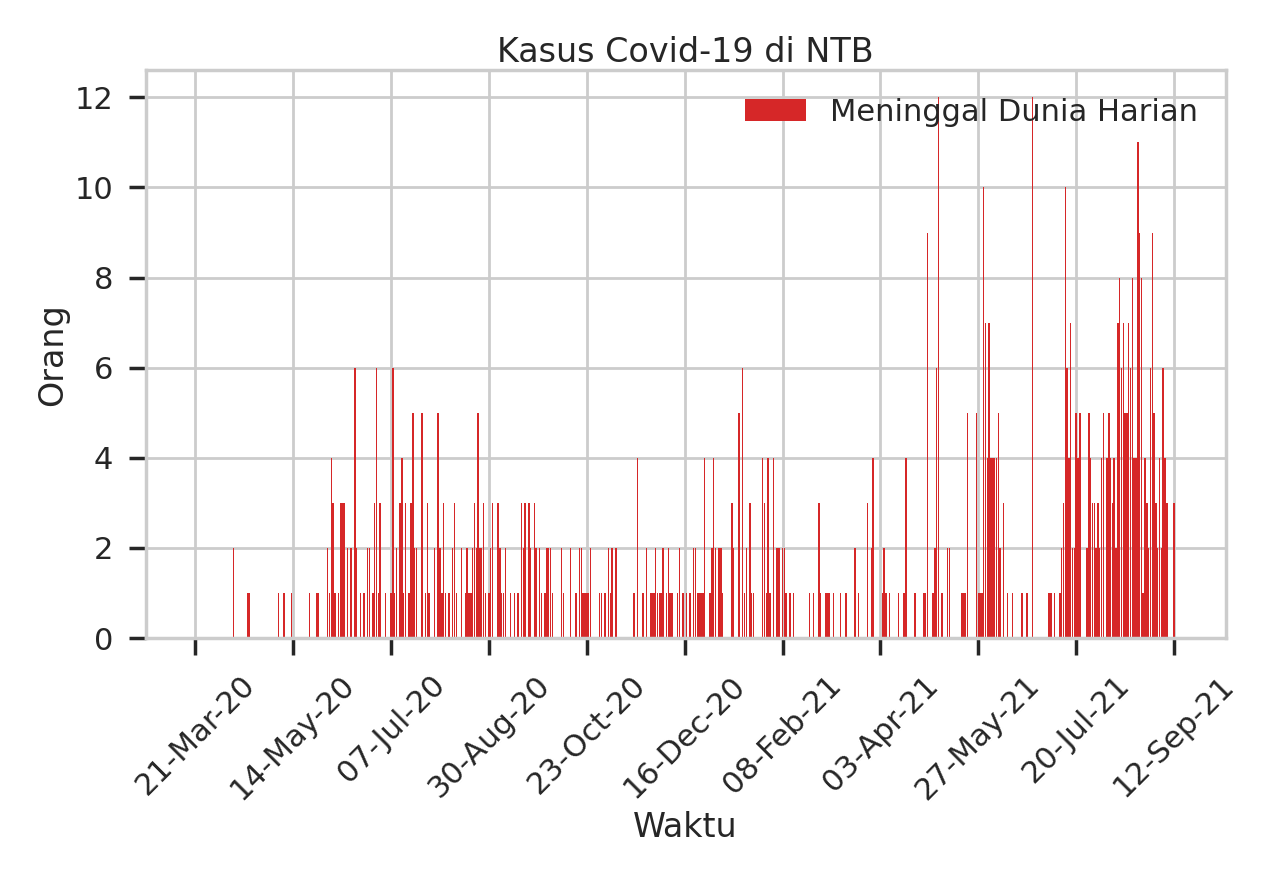 Kasus Covid-19 di NTB
Meninggal Dunia Harian
12
10
8
6
4
2
0
Orang
21-Mar-20
14-May-20
07-Jul-20
30-Aug-20
23-Oct-20
16-Dec-20
08-Feb-21
03-Apr-21
27-May-21
20-Jul-21
12-Sep-21
Waktu